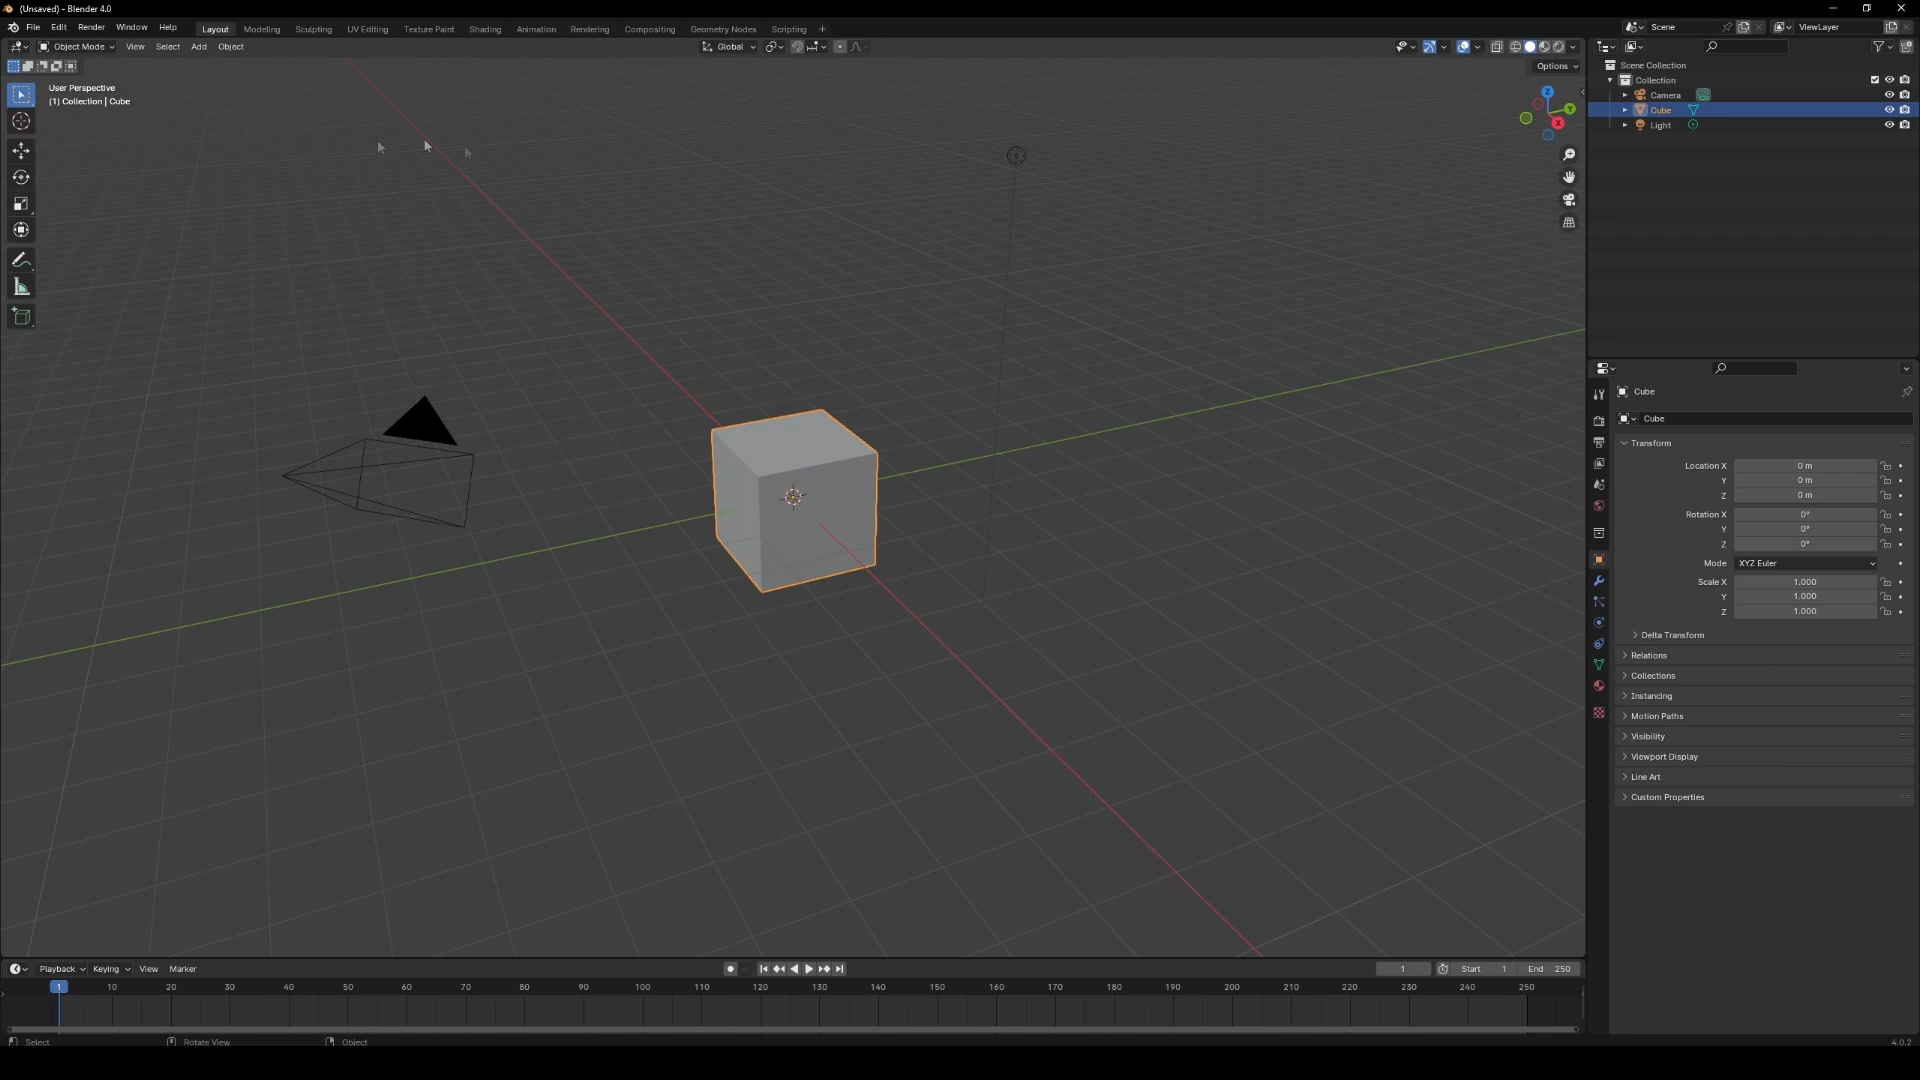 (Unsaved) - Blender 4.0
File Edit Render Window Help Layout Modeling Sculpting UV Editing Texture Paint Shading Animation Rendering Compositing Geometry Nodes Scripting + Scene ViewLayer
Object Mode View Select Add Object Global
Options
User Perspective
(1) Collection | Cube
Z
Y
X
Scene Collection
Collection
Camera
Cube
Light
Cube
Cube
Transform
Location X 0 m
Y 0 m
Z 0 m
Rotation X 0°
Y 0°
Z 0°
Mode XYZ Euler
Scale X 1.000
Y 1.000
Z 1.000
Delta Transform
Relations
Collections
Instancing
Motion Paths
Visibility
Viewport Display
Line Art
Custom Properties
Playback Keying View Marker 1 Start 1 End 250
1 10 20 30 40 50 60 70 80 90 100 110 120 130 140 150 160 170 180 190 200 210 220 230 240 250
Select Rotate View Object 4.0.2